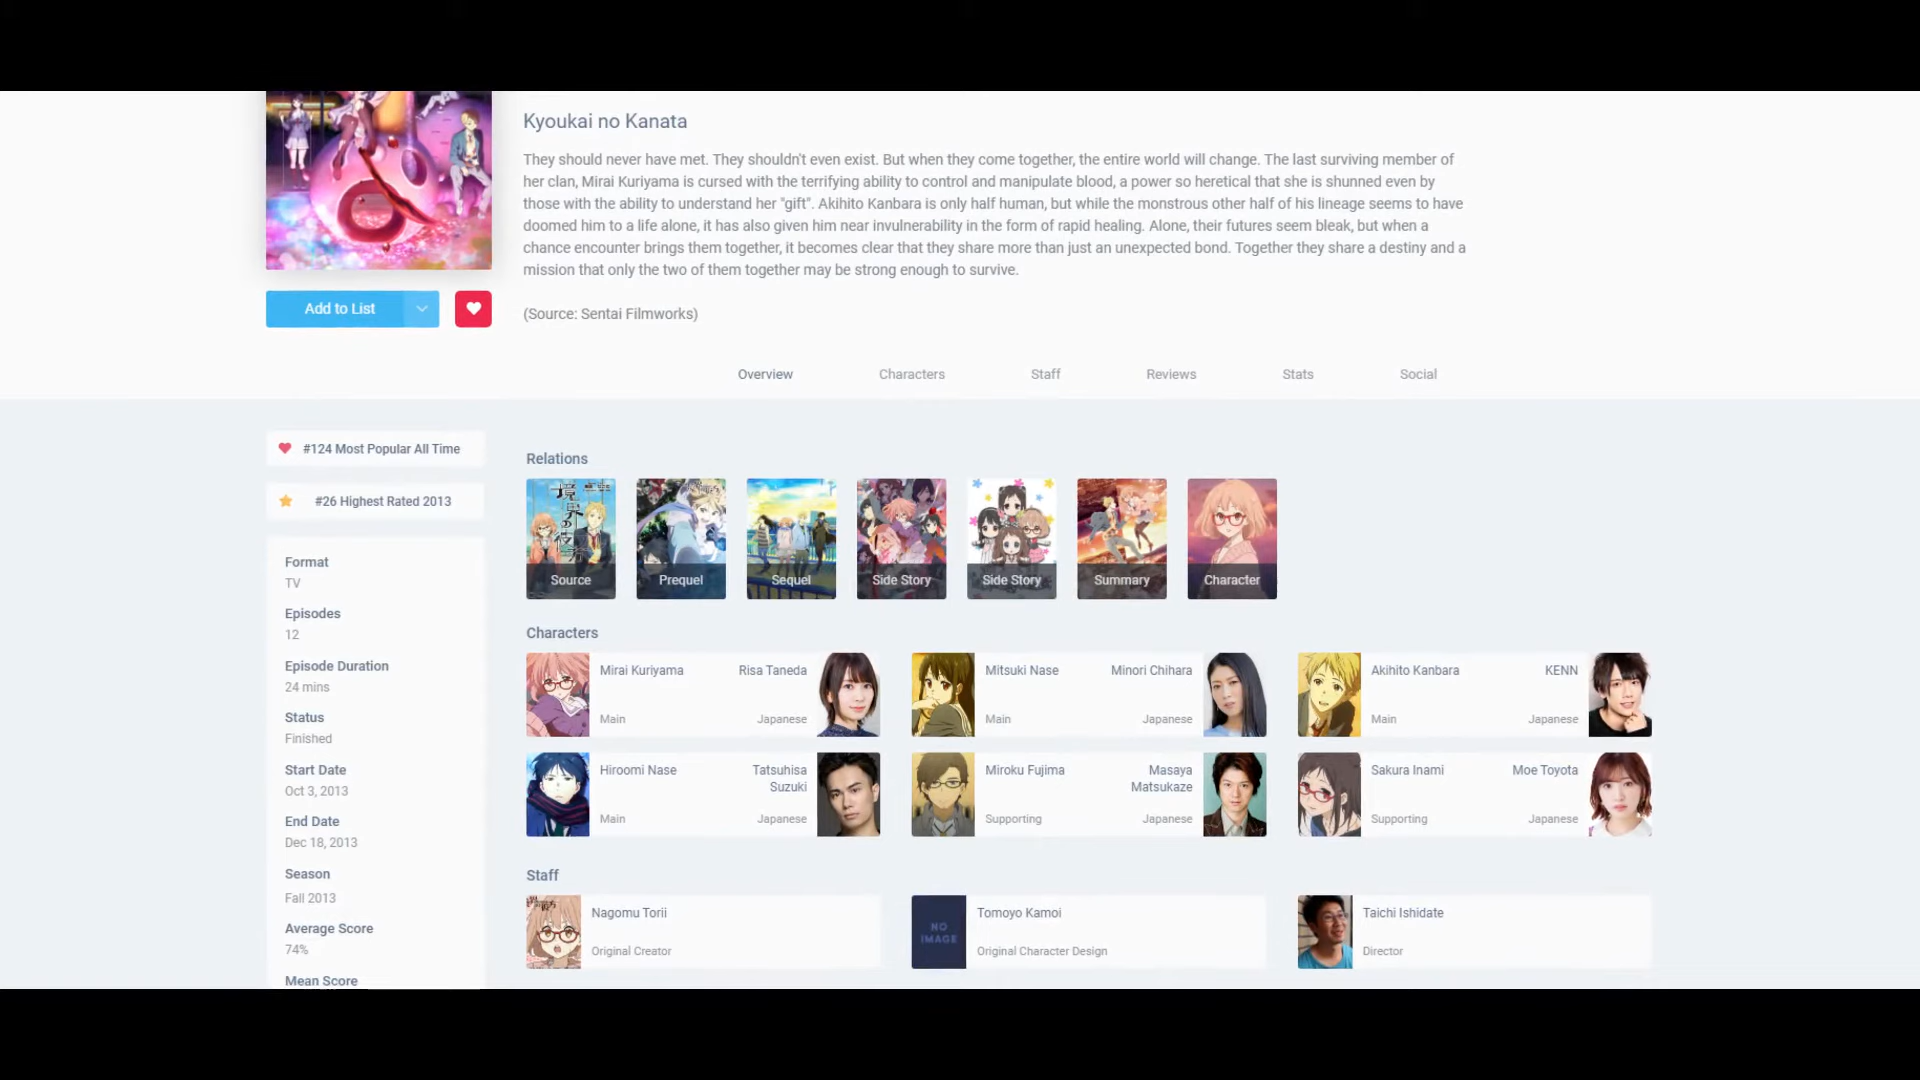 Kyoukai no Kanata
They should never have met. They shouldn't even exist. But when they come together, the entire world will change. The last surviving member of
her clan, Mirai Kuriyama is cursed with the terrifying ability to control and manipulate blood, a power so heretical that she is shunned even by
those with the ability to understand her "gift". Akihito Kanbara is only half human, but while the monstrous other half of his lineage seems to have
doomed him to a life alone, it has also given him near invulnerability in the form of rapid healing. Alone, their futures seem bleak, but when a
chance encounter brings them together, it becomes clear that they share more than just an unexpected bond. Together they share a destiny and a
mission that only the two of them together may be strong enough to survive.
(Source: Sentai Filmworks)
Add to List
Overview Characters Staff Reviews Stats Social
#124 Most Popular All Time
#26 Highest Rated 2013
Format
TV
Episodes
12
Episode Duration
24 mins
Status
Finished
Start Date
Oct 3, 2013
End Date
Dec 18, 2013
Season
Fall 2013
Average Score
74%
Mean Score
Relations
Source Prequel Sequel Side Story Side Story Summary Character
Characters
Mirai Kuriyama Risa Taneda
Main Japanese
Mitsuki Nase Minori Chihara
Main Japanese
Akihito Kanbara KENN
Main Japanese
Hiroomi Nase Tatsuhisa
Suzuki
Main Japanese
Miroku Fujima Masaya
Matsukaze
Supporting Japanese
Sakura Inami Moe Toyota
Supporting Japanese
Staff
Nagomu Torii
Original Creator
NO
IMAGE
Tomoyo Kamoi
Original Character Design
Taichi Ishidate
Director